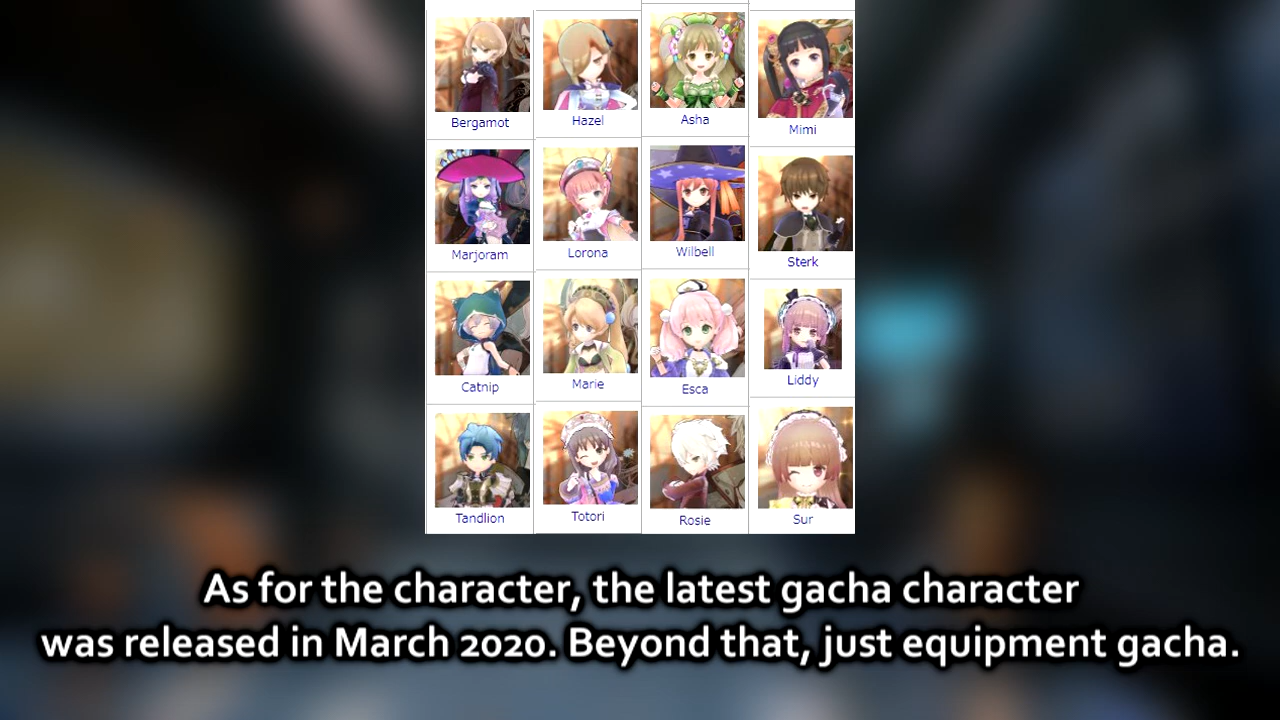 Bergamot
Hazel
Asha
Mimi
Marjoram
Lorona
Wilbell
Sterk
Catnip
Marie
Esca
Liddy
Tandlion
Totori
Rosie
Sur
As for the character, the latest gacha character
was released in March 2020. Beyond that, just equipment gacha.